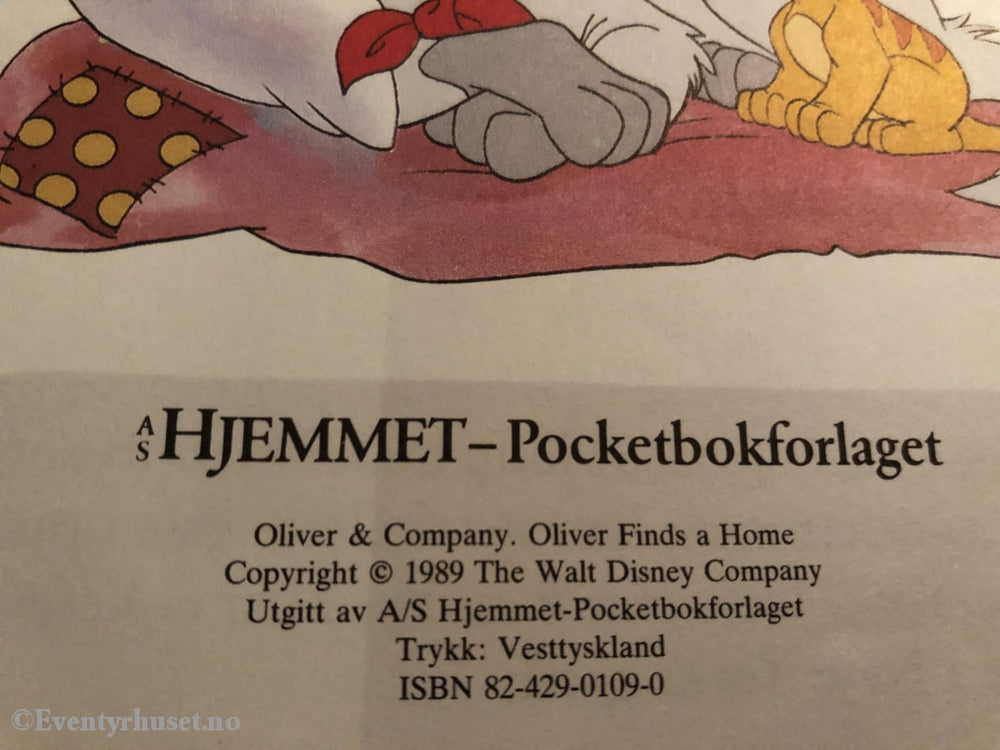 A/S HJEMMET–Pocketbokforlaget
Oliver & Company. Oliver Finds a Home
Copyright © 1989 The Walt Disney Company
Utgitt av A/S Hjemmet-Pocketbokforlaget
Trykk: Vesttyskland
ISBN 82-429-0109-0
©Eventyrhuset.no